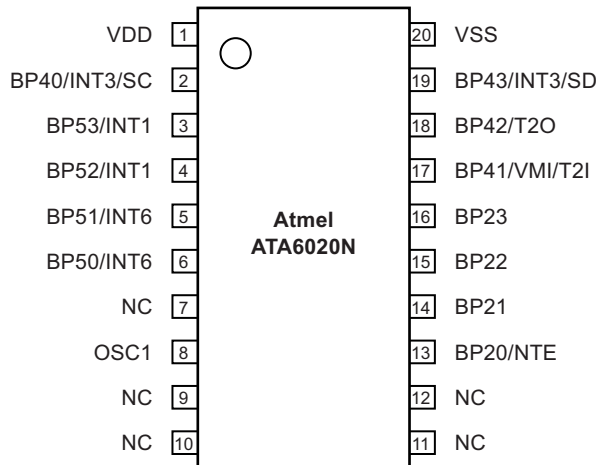 VDD 1 20 VSS
BP40/INT3/SC 2 19 BP43/INT3/SD
BP53/INT1 3 18 BP42/T2O
BP52/INT1 4 17 BP41/VMI/T2I
BP51/INT6 5 Atmel 16 BP23
ATA6020N
BP50/INT6 6 15 BP22
NC 7 14 BP21
OSC1 8 13 BP20/NTE
NC 9 12 NC
NC 10 11 NC